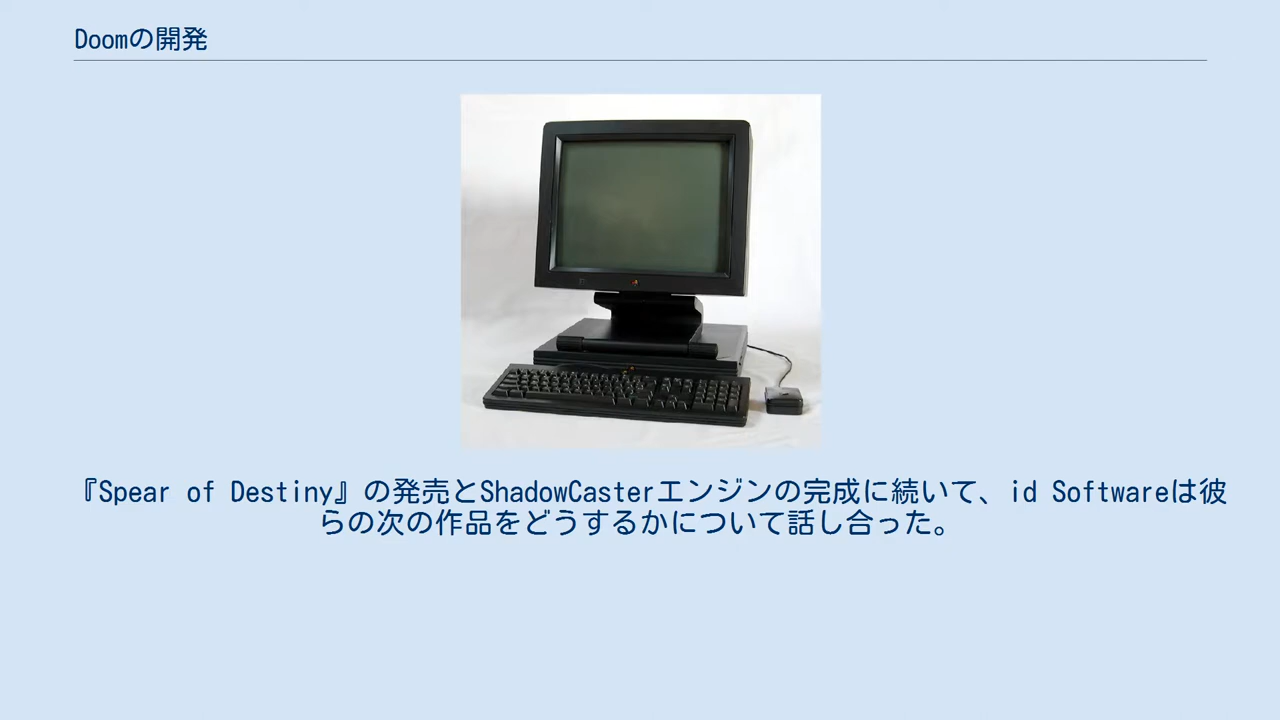 Doomの開発
『Spear of Destiny』の発売とShadowCasterエンジンの完成に続いて、id Softwareは彼
らの次の作品をどうするかについて話し合った。